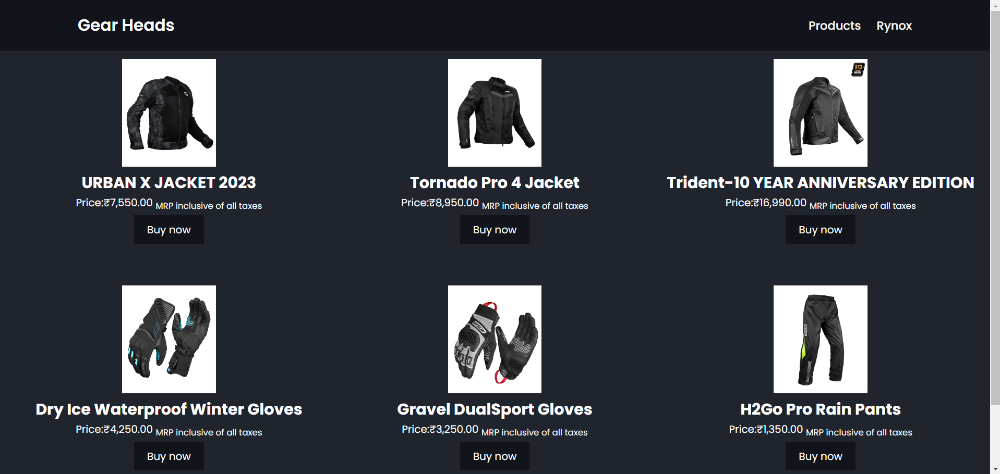 Gear Heads
Products Rynox
URBAN X JACKET 2023
Price:₹7,550.00 MRP inclusive of all taxes
Buy now
Tornado Pro 4 Jacket
Price:₹8,950.00 MRP inclusive of all taxes
Buy now
10
Trident-10 YEAR ANNIVERSARY EDITION
Price:₹16,990.00 MRP inclusive of all taxes
Buy now
Dry Ice Waterproof Winter Gloves
Price:₹4,250.00 MRP inclusive of all taxes
Buy now
RYNOX
Gravel DualSport Gloves
Price:₹3,250.00 MRP inclusive of all taxes
Buy now
H2Go Pro Rain Pants
Price:₹1,350.00 MRP inclusive of all taxes
Buy now